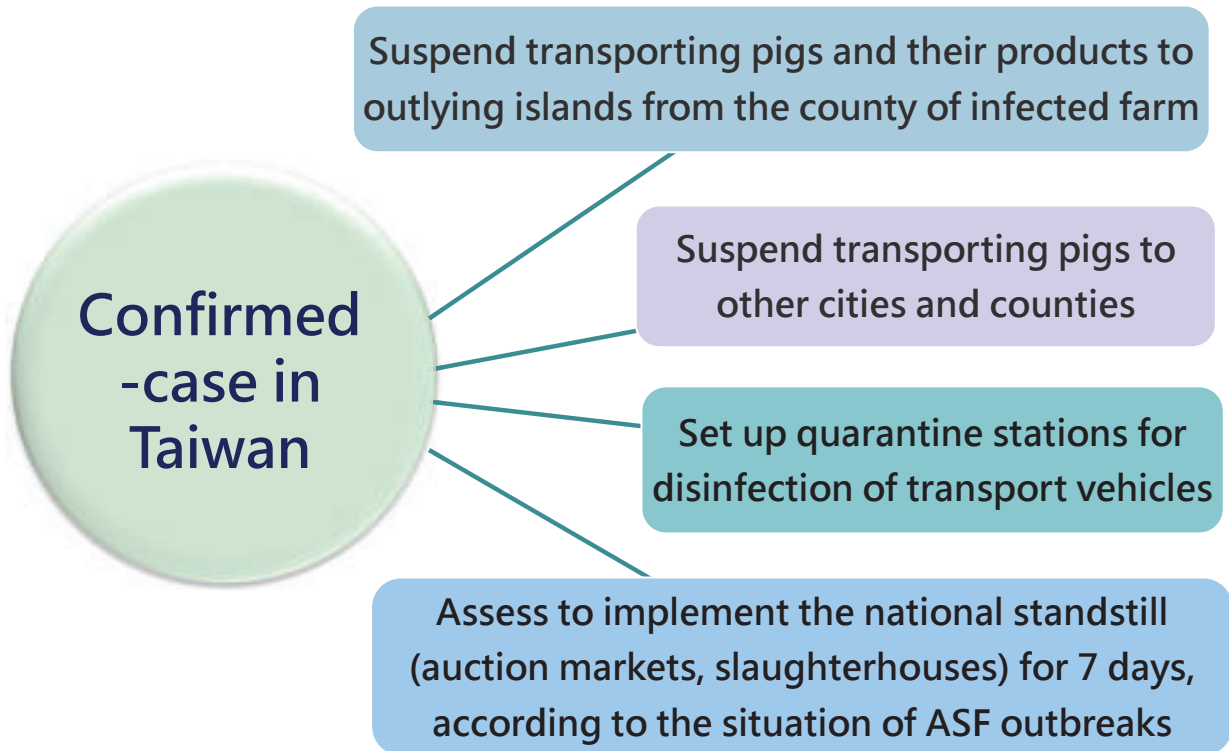 Suspend transporting pigs and their products to
outlying islands from the county of infected farm
Suspend transporting pigs to
other cities and counties
Confirmed
-case in
Taiwan
Set up quarantine stations for
disinfection of transport vehicles
Assess to implement the national standstill
(auction markets, slaughterhouses) for 7 days,
according to the situation of ASF outbreaks